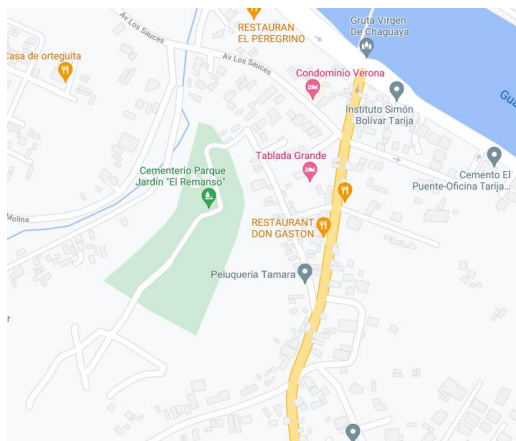 RESTAURAN
EL PEREGRINO
Gruta Virgen
De Chaguaya
Av Los Sauces
Av Los Sauces
Casa de orteguita
Condominio Verona
Gua
Instituto Simón
Bolívar Tarija
Tablada Grande
Cementerio Parque
Jardín "El Remanso"
Cemento El
Puente-Oficina Tarija...
Molina
RESTAURANT
DON GASTON
Peluqueria Tamara
r